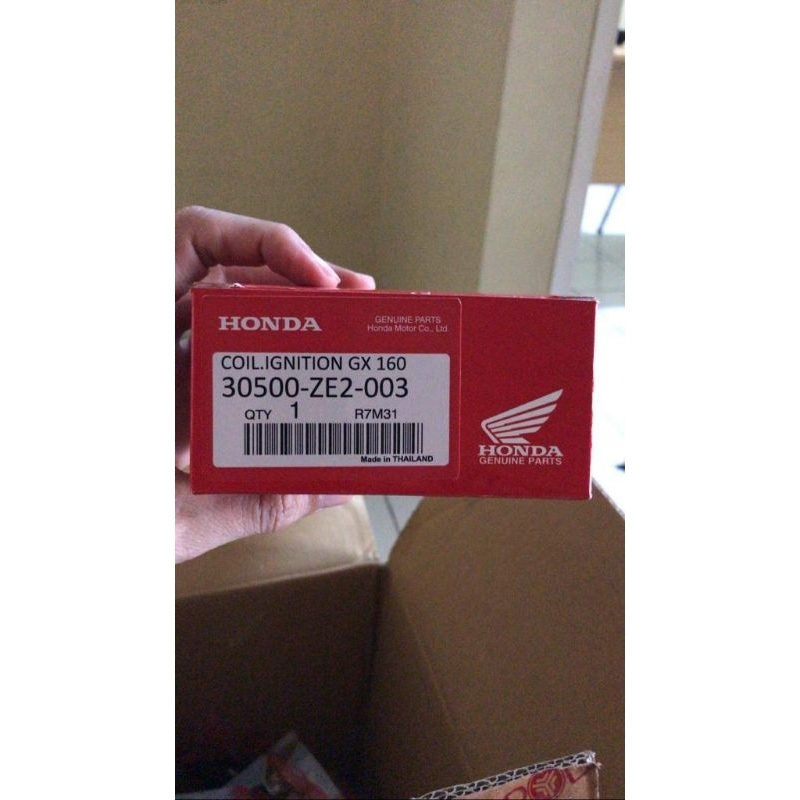 HONDA
GENUINE PARTS
Honda Motor Co., Ltd.
COIL.IGNITION GX 160
30500-ZE2-003
QTY 1 R7M31
Made in THAILAND
HONDA
GENUINE PARTS